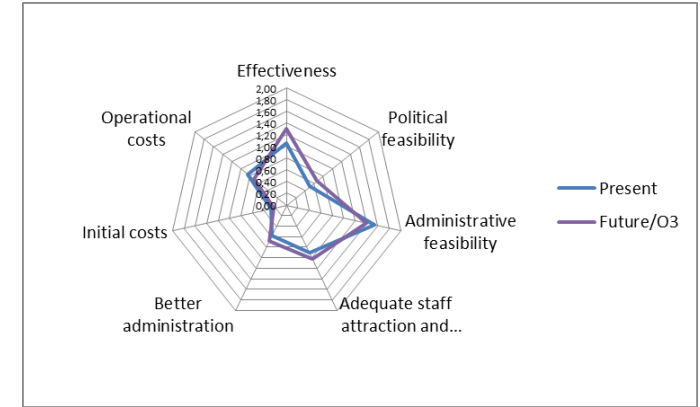 Effectiveness
2,00
1,80
1,60
1,40
1,20
1,00
0,80
0,60
0,40
0,20
0,00
Political
feasibility
Administrative
feasibility
Adequate staff
attraction and...
Better
administration
Initial costs
Operational
costs
Present
Future/O3